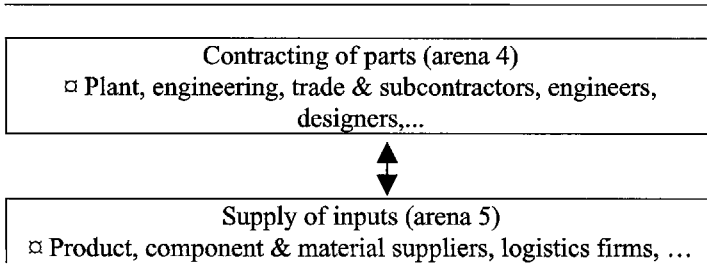 Contracting of parts (arena 4)
¤ Plant, engineering, trade & subcontractors, engineers,
designers,...
Supply of inputs (arena 5)
¤ Product, component & material suppliers, logistics firms, …